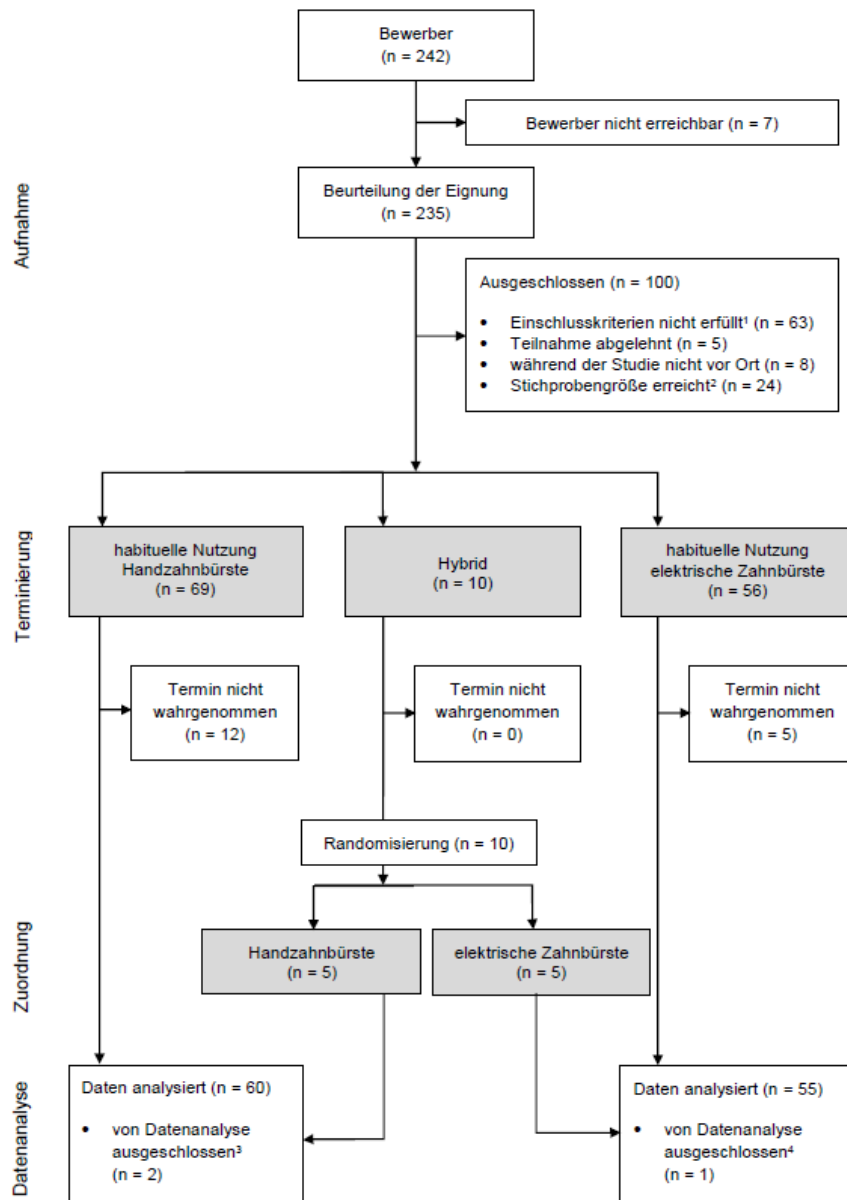 Bewerber
(n = 242)
Bewerber nicht erreichbar (n = 7)
Aufnahme
Beurteilung der Eignung
(n = 235)
Ausgeschlossen (n = 100)
• Einschlusskriterien nicht erfüllt¹ (n = 63)
• Teilnahme abgelehnt (n = 5)
• während der Studie nicht vor Ort (n = 8)
• Stichprobengröße erreicht² (n = 24)
Terminierung
habituelle Nutzung
Handzahnbürste
(n = 69)
Hybrid
(n = 10)
habituelle Nutzung
elektrische Zahnbürste
(n = 56)
Termin nicht
wahrgenommen
(n = 12)
Termin nicht
wahrgenommen
(n = 0)
Termin nicht
wahrgenommen
(n = 5)
Randomisierung (n = 10)
Zuordnung
Handzahnbürste
(n = 5)
elektrische Zahnbürste
(n = 5)
Datenanalyse
Daten analysiert (n = 60)
• von Datenanalyse
ausgeschlossen³
(n = 2)
Daten analysiert (n = 55)
• von Datenanalyse
ausgeschlossen⁴
(n = 1)